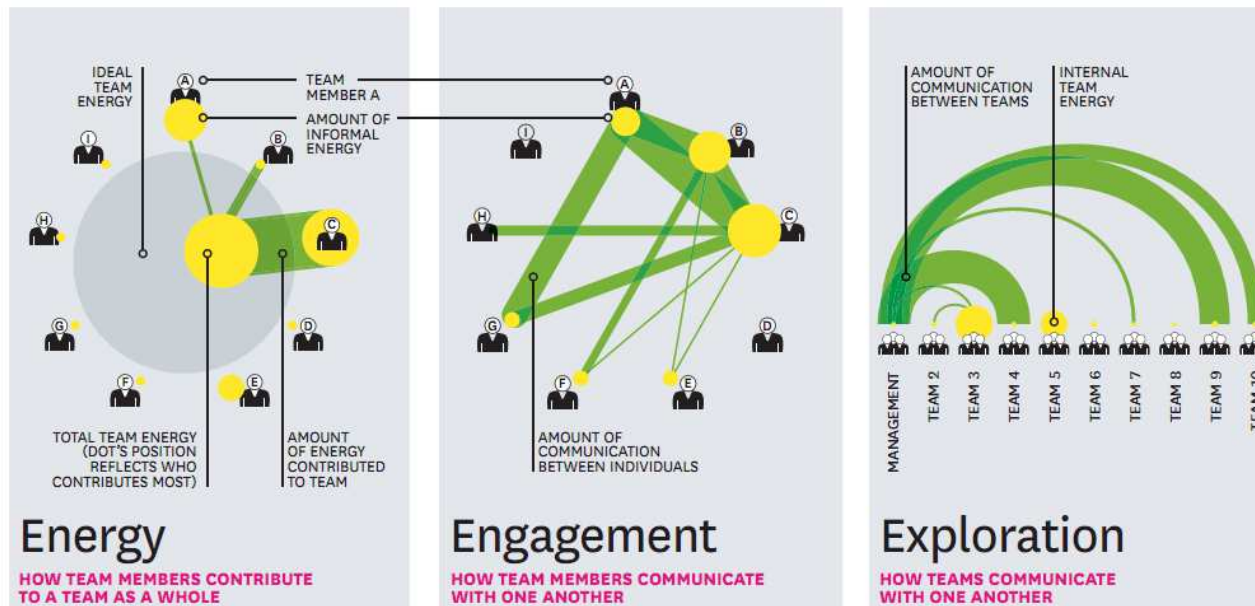 IDEAL
TEAM
ENERGY
TEAM
MEMBER A
AMOUNT OF
INFORMAL
ENERGY
A
B
C
D
E
F
G
H
I
TOTAL TEAM ENERGY
(DOT'S POSITION
REFLECTS WHO
CONTRIBUTES MOST)
AMOUNT
OF ENERGY
CONTRIBUTED
TO TEAM
Energy
HOW TEAM MEMBERS CONTRIBUTE
TO A TEAM AS A WHOLE
A
B
C
D
E
F
G
H
I
AMOUNT OF
COMMUNICATION
BETWEEN INDIVIDUALS
Engagement
HOW TEAM MEMBERS COMMUNICATE
WITH ONE ANOTHER
AMOUNT OF
COMMUNICATION
BETWEEN TEAMS
INTERNAL
TEAM
ENERGY
MANAGEMENT
TEAM 2
TEAM 3
TEAM 4
TEAM 5
TEAM 6
TEAM 7
TEAM 8
TEAM 9
TEAM 10
Exploration
HOW TEAMS COMMUNICATE
WITH ONE ANOTHER